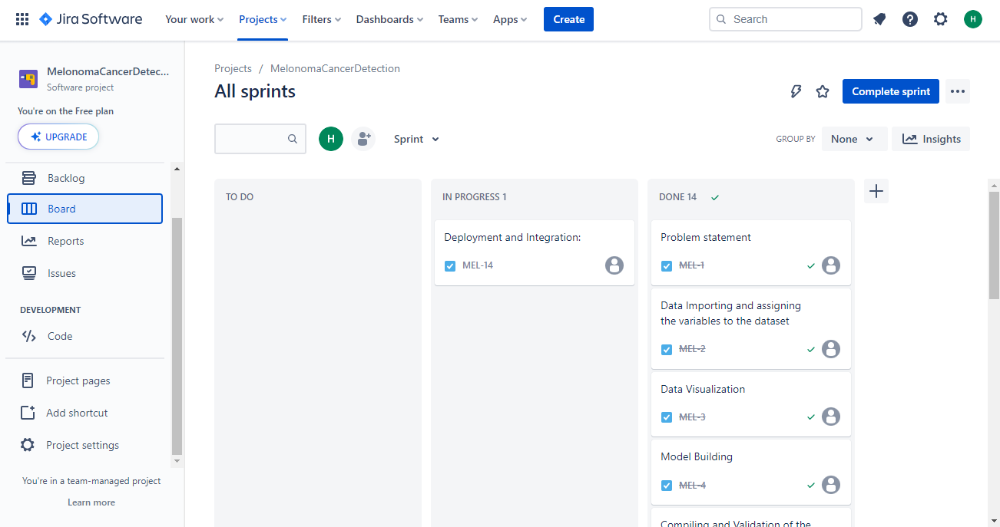 Jira Software
Your work
Projects
Filters
Dashboards
Teams
Apps
Create
Search
H
MelonomaCancerDetec...
Software project
You're on the Free plan
UPGRADE
Backlog
Board
Reports
Issues
DEVELOPMENT
Code
Project pages
Add shortcut
Project settings
You're in a team-managed project
Learn more
Projects / MelonomaCancerDetection
All sprints
Complete sprint
H
Sprint
GROUP BY
None
Insights
TO DO
IN PROGRESS 1
Deployment and Integration:
MEL-14
DONE 14
Problem statement
MEL-1
Data Importing and assigning
the variables to the dataset
MEL-2
Data Visualization
MEL-3
Model Building
MEL-4
Compiling and Validation of the